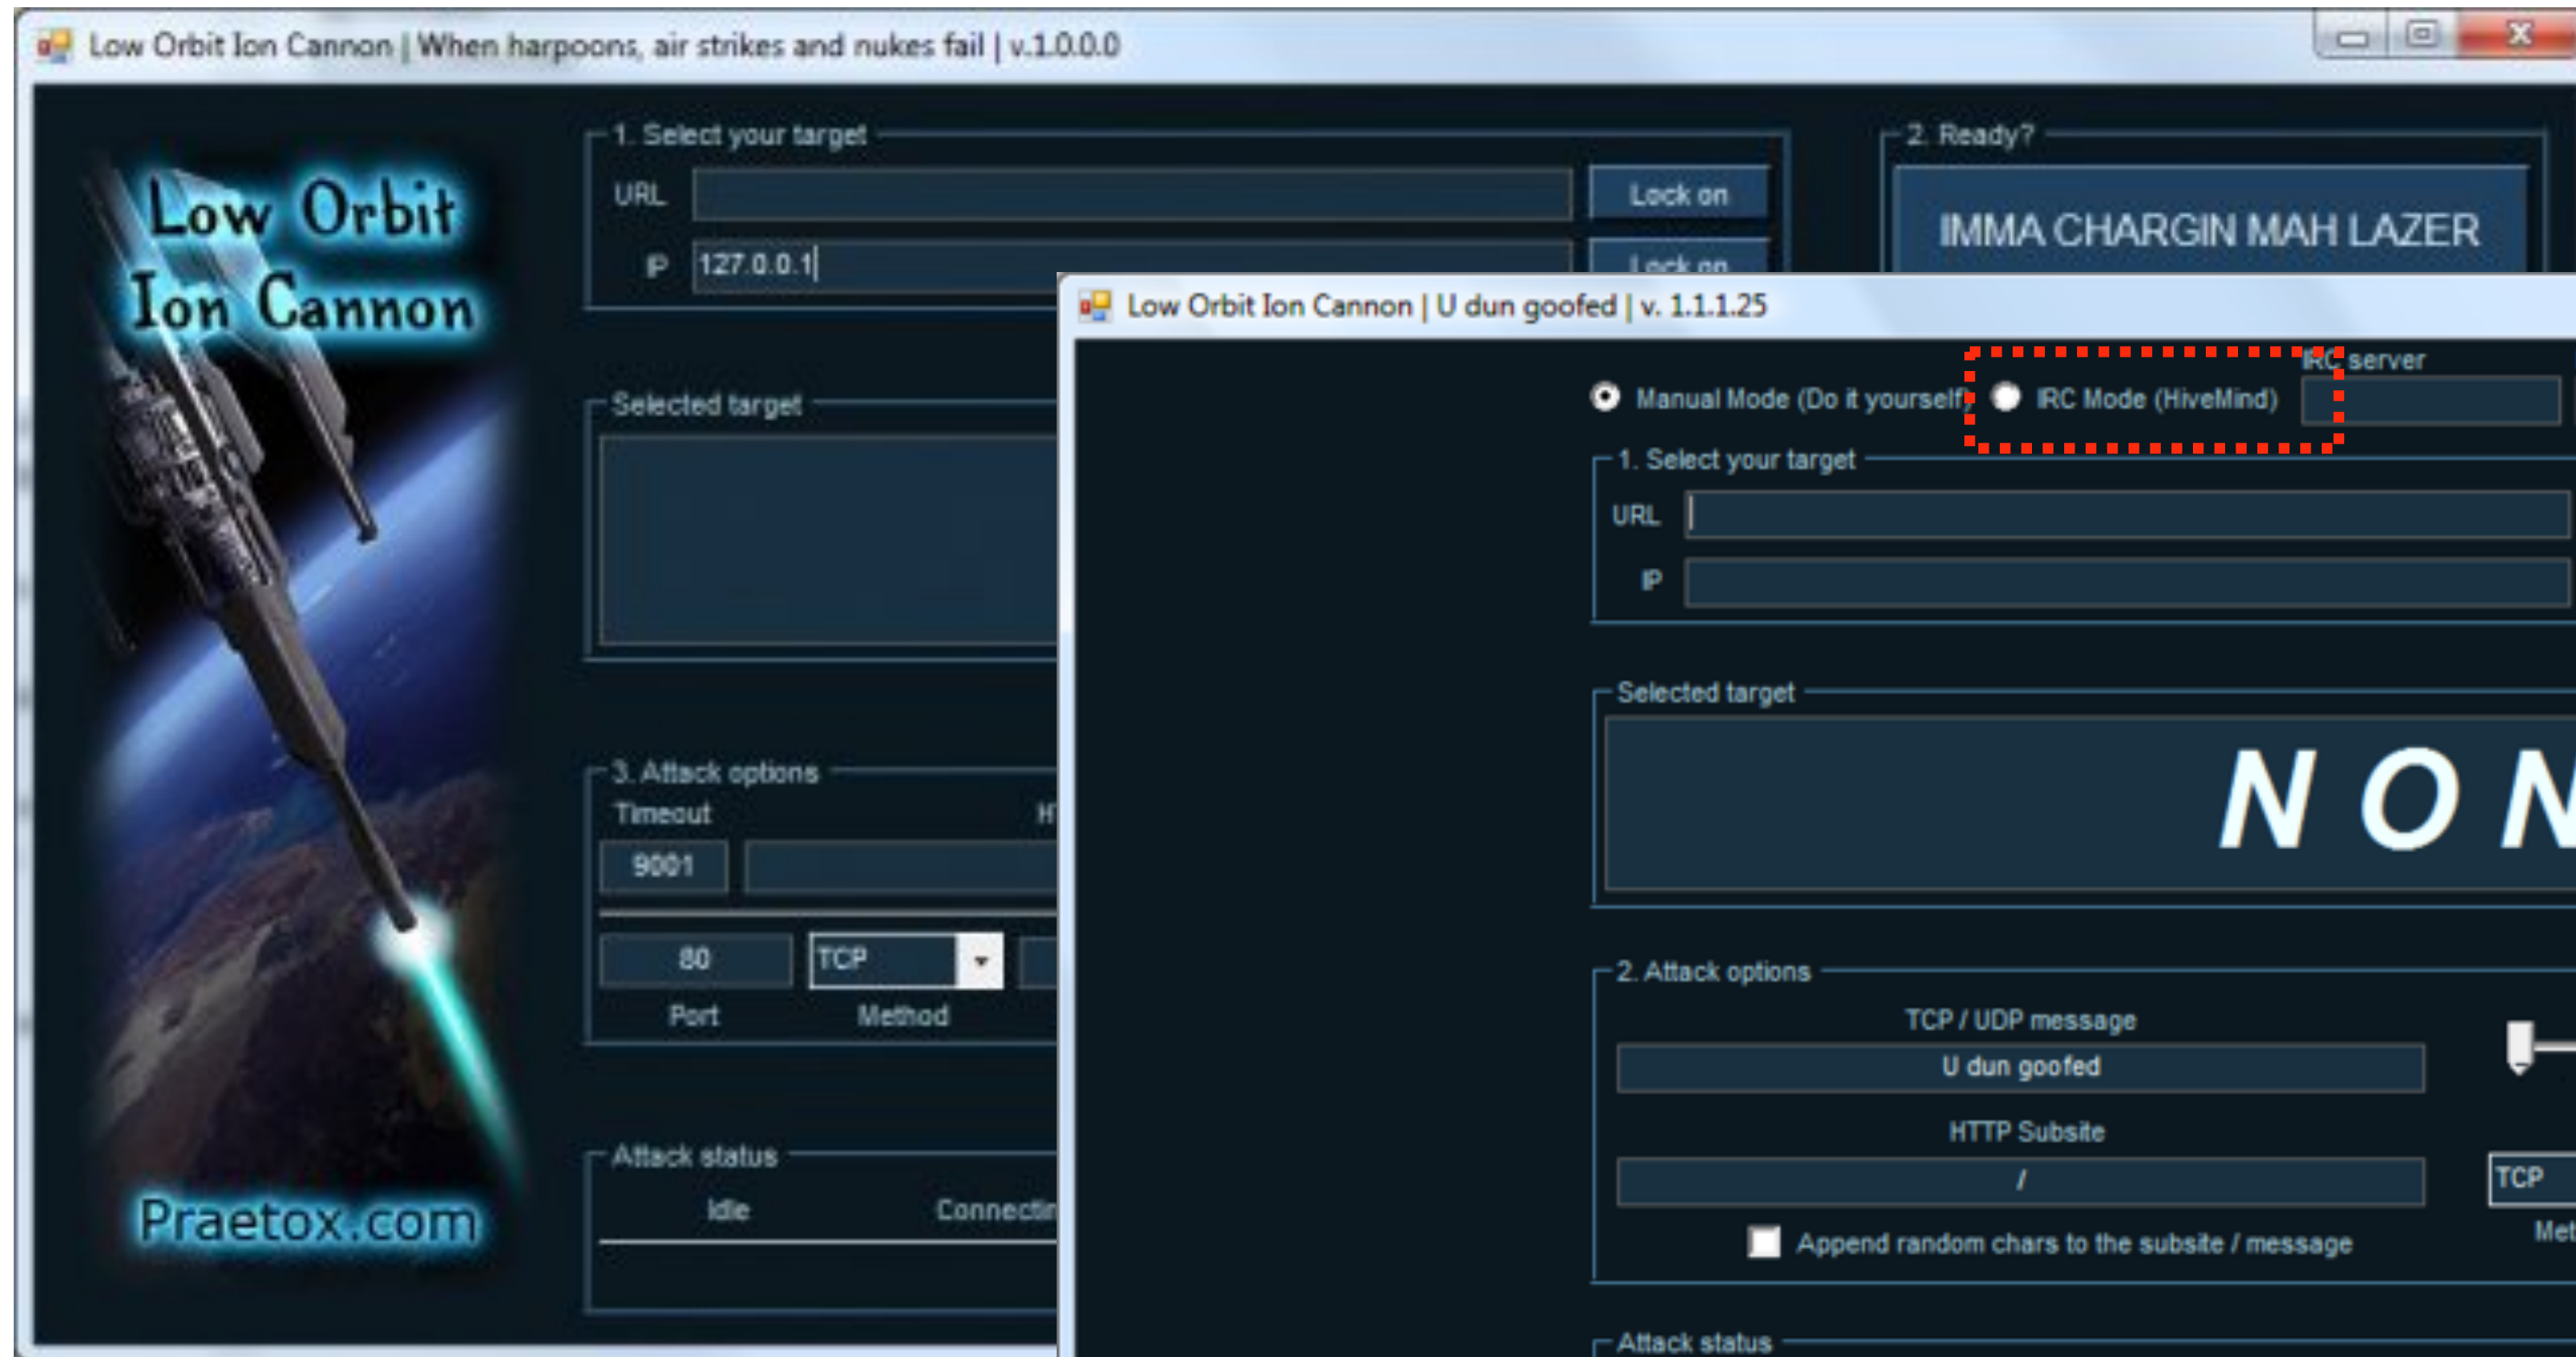 Low Orbit Ion Cannon | When harpoons, air strikes and nukes fail | v.1.0.0.0
Low Orbit
Ion Cannon
Praetox.com
1. Select your target
URL
Lock on
IP 127.0.0.1
Lock on
2. Ready?
IMMA CHARGIN MAH LAZER
Selected target
3. Attack options
Timeout
9001
80 TCP
Port Method
Attack status
Idle
Low Orbit Ion Cannon | U dun goofed | v. 1.1.1.25
IRC server
Manual Mode (Do it yourself) IRC Mode (HiveMind)
1. Select your target
URL
IP
Selected target
N O N
2. Attack options
TCP / UDP message
U dun goofed
HTTP Subsite
/
TCP
Append random chars to the subsite / message
Attack status